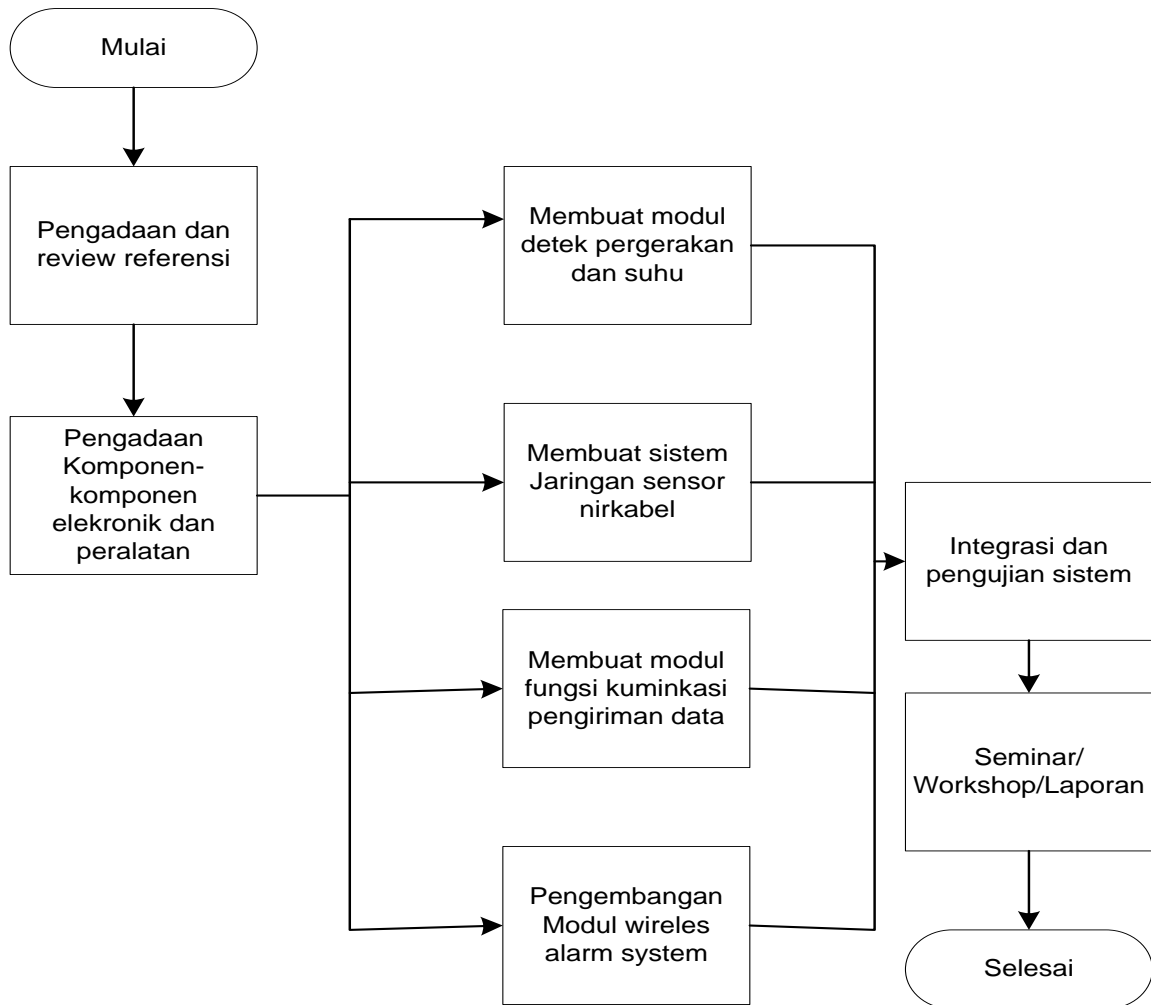 Mulai
Pengadaan dan
review referensi
Pengadaan
Komponen-
komponen
elekronik dan
peralatan
Membuat modul
detek pergerakan
dan suhu
Membuat sistem
Jaringan sensor
nirkabel
Membuat modul
fungsi kuminkasi
pengiriman data
Pengembangan
Modul wireles
alarm system
Integrasi dan
pengujian sistem
Seminar/
Workshop/Laporan
Selesai